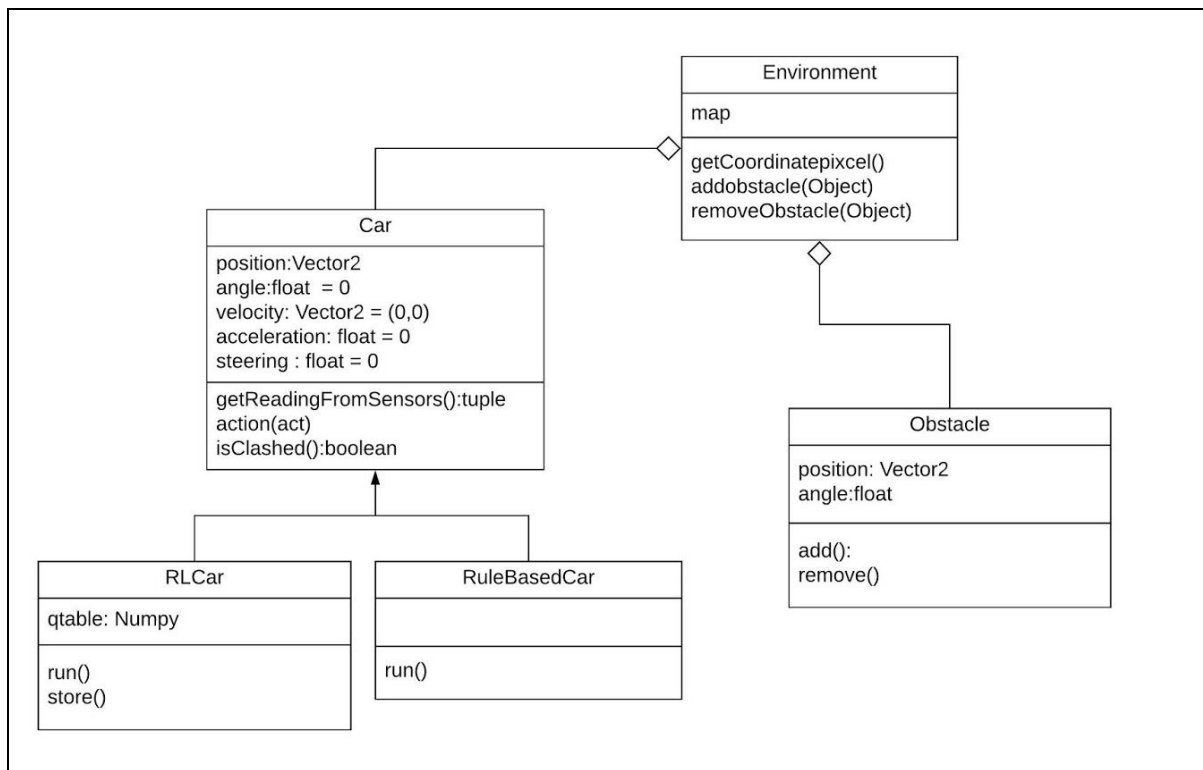 Environment
map
getCoordinatepixcel()
addobstacle(Object)
removeObstacle(Object)
Car
position:Vector2
angle:float = 0
velocity: Vector2 = (0,0)
acceleration: float = 0
steering : float = 0
getReadingFromSensors():tuple
action(act)
isClashed():boolean
Obstacle
position: Vector2
angle:float
add():
remove()
RLCar
qtable: Numpy
run()
store()
RuleBasedCar
run()